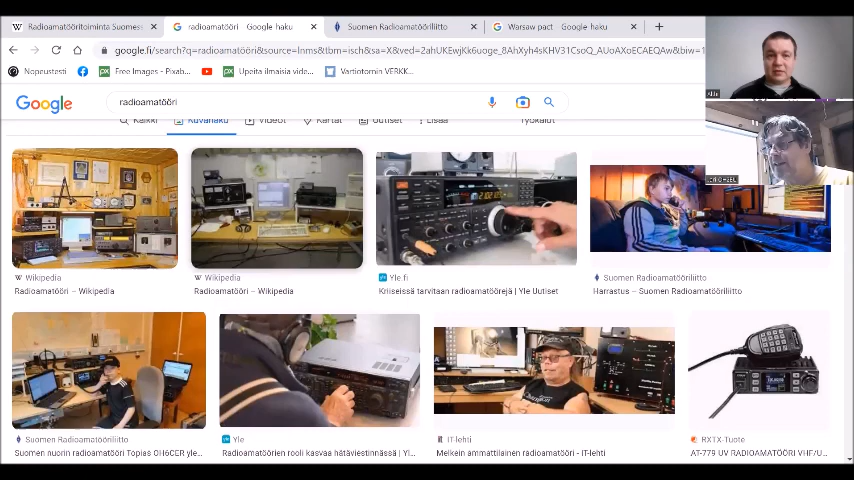 Radioamatööritoiminta Suomess
radioamatööri - Google haku
Suomen Radioamatööriliitto
Warsaw pact - Google haku
google.fi/search?q=radioamatööri&source=lnms&tbm=isch&sa=X&ved=2ahUKEwjKk6uoge_8AhXyh4sKHV31CsoQ_AUoAXoECAEQAw&biw=1
Nopeustesti
Free Images - Pixab...
Upeita ilmaisia video...
Vartiotornin VERKK...
Akhi
Google
radioamatööri
Kaikki
Kuvahaku
Videot
Kartat
Uutiset
Lisää
Työkalut
Wikipedia
Radioamatööri – Wikipedia
Wikipedia
Radioamatööri – Wikipedia
Yle.fi
Kriiseissä tarvitaan radioamatöörejä | Yle Uutiset
Suomen Radioamatööriliitto
Harrastus – Suomen Radioamatööriliitto
Suomen Radioamatööriliitto
Suomen nuorin radioamatööri Topias OH6CER yle...
Yle
Radioamatöörien rooli kasvaa hätäviestinnässä | Yl...
IT-lehti
Melkein ammattilainen radioamatööri - IT-lehti
RXTX-Tuote
AT-779 UV RADIOAMATÖÖRI VHF/U...